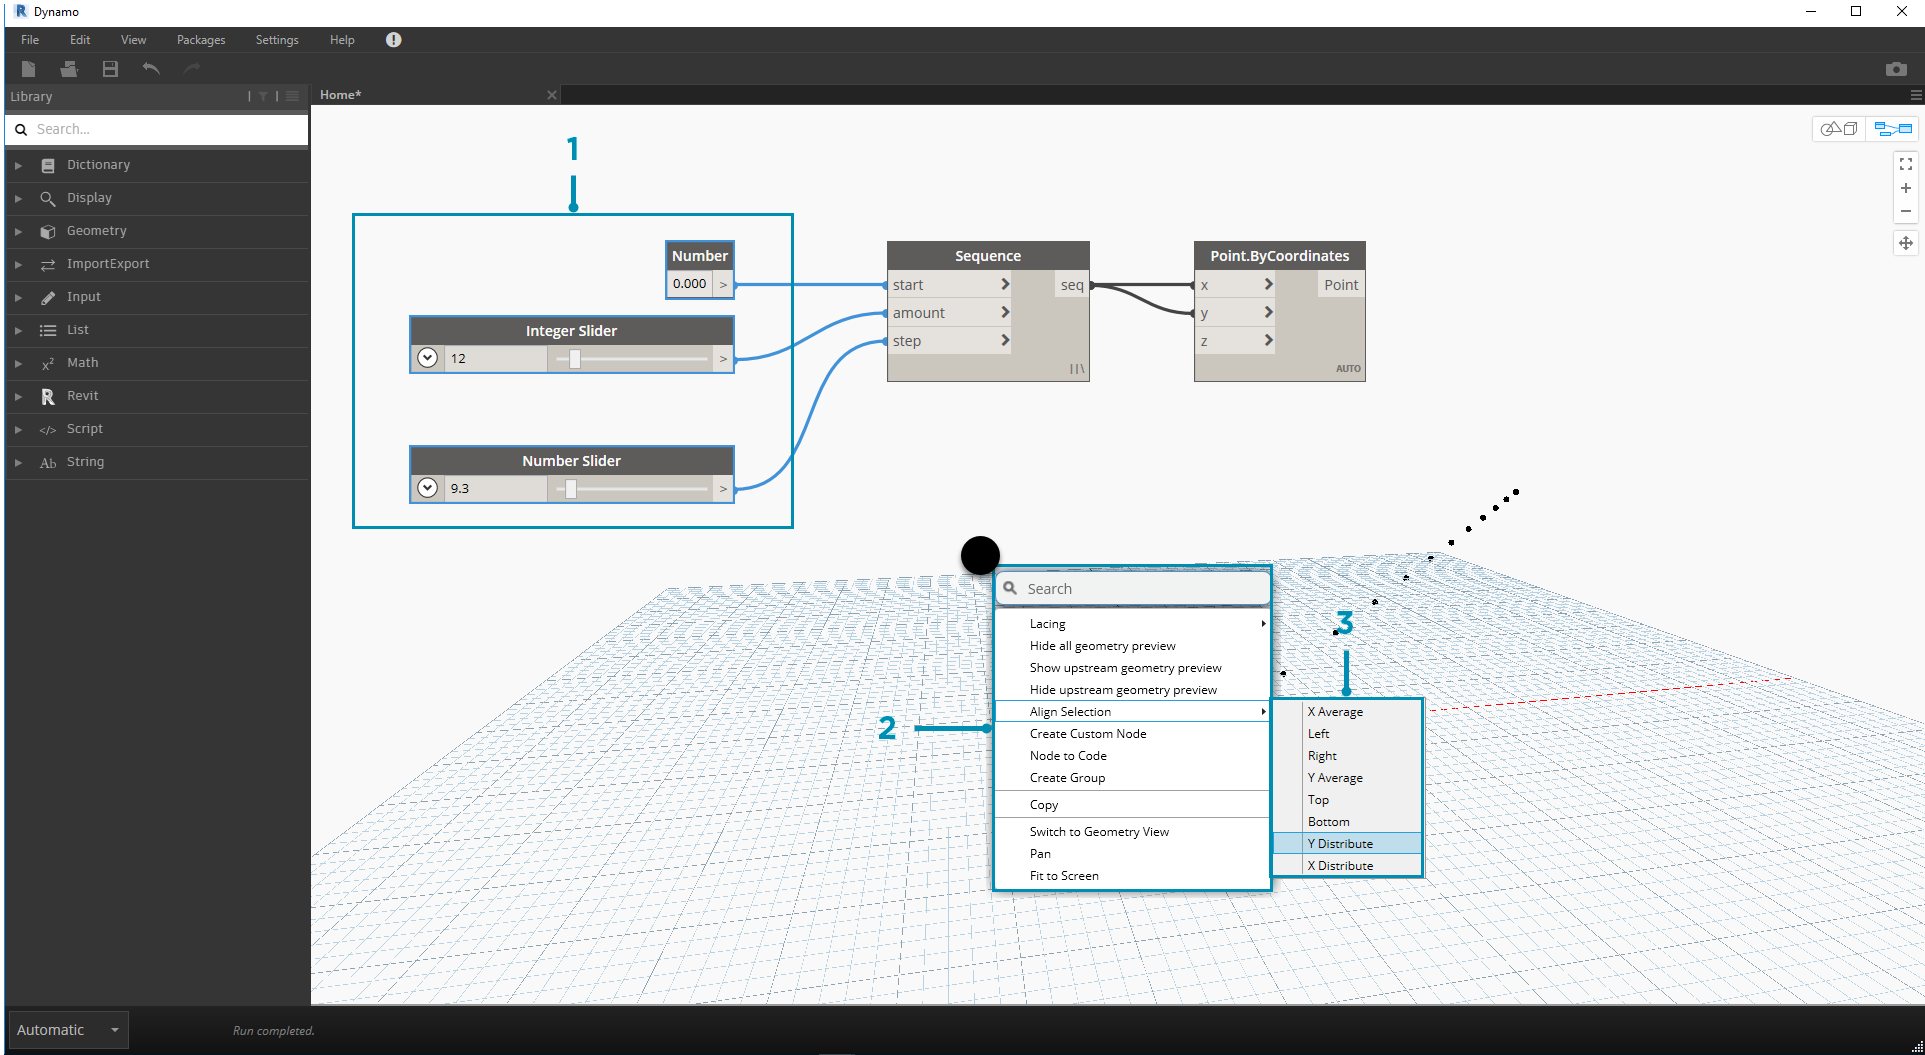 Dynamo
File Edit View Packages Settings Help
Library
Home*
Search...
Dictionary
Display
Geometry
ImportExport
Input
List
Math
Revit
Script
String
1
Number
0.000 >
Integer Slider
12 >
Number Slider
9.3 >
Sequence
start seq
amount
step
Point.ByCoordinates
x Point
y
z
AUTO
2
Search
Lacing
Hide all geometry preview
Show upstream geometry preview
Hide upstream geometry preview
Align Selection
Create Custom Node
Node to Code
Create Group
Copy
Switch to Geometry View
Pan
Fit to Screen
3
X Average
Left
Right
Y Average
Top
Bottom
Y Distribute
X Distribute
Automatic
Run completed.